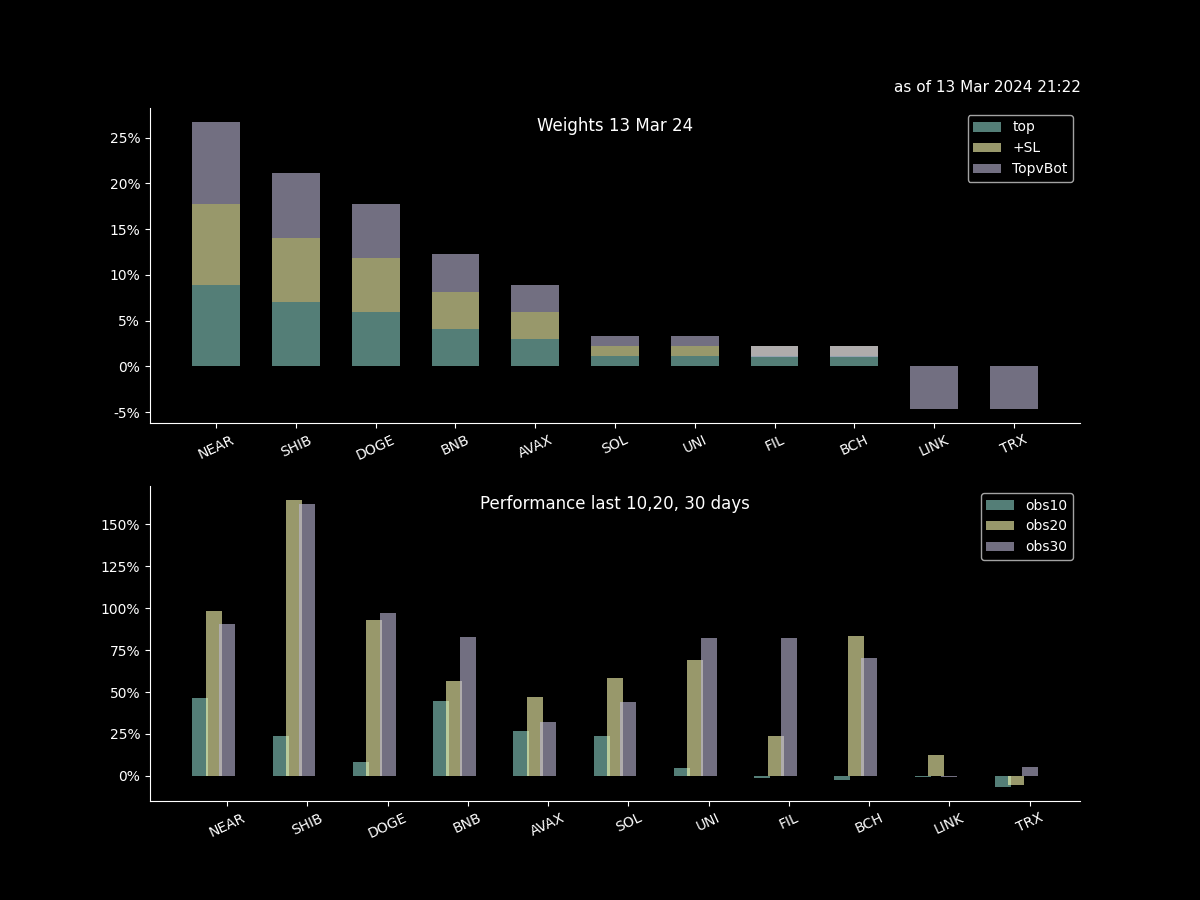 as of 13 Mar 2024 21:22
Weights 13 Mar 24
top
+SL
TopvBot
25%
20%
15%
10%
5%
0%
-5%
NEAR SHIB DOGE BNB AVAX SOL UNI FIL BCH LINK TRX
Performance last 10,20, 30 days
obs10
obs20
obs30
150%
125%
100%
75%
50%
25%
0%
NEAR SHIB DOGE BNB AVAX SOL UNI FIL BCH LINK TRX